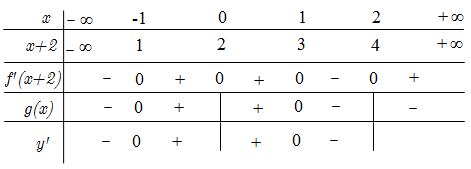 x −∞ -1 0 1 2 +∞
x+2 −∞ 1 2 3 4 +∞
f'(x+2) − 0 + 0 + 0 − 0 +
g(x) − 0 + + 0 − −
y' − 0 + + 0 −